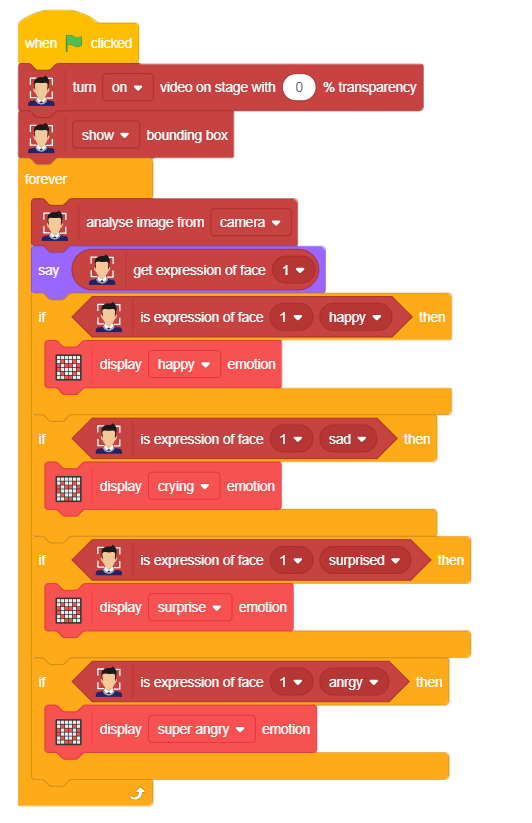 when clicked
turn on video on stage with 0 % transparency
show bounding box
forever
analyse image from camera
say get expression of face 1
if is expression of face 1 happy then
display happy emotion
if is expression of face 1 sad then
display crying emotion
if is expression of face 1 surprised then
display surprise emotion
if is expression of face 1 anrgy then
display super angry emotion